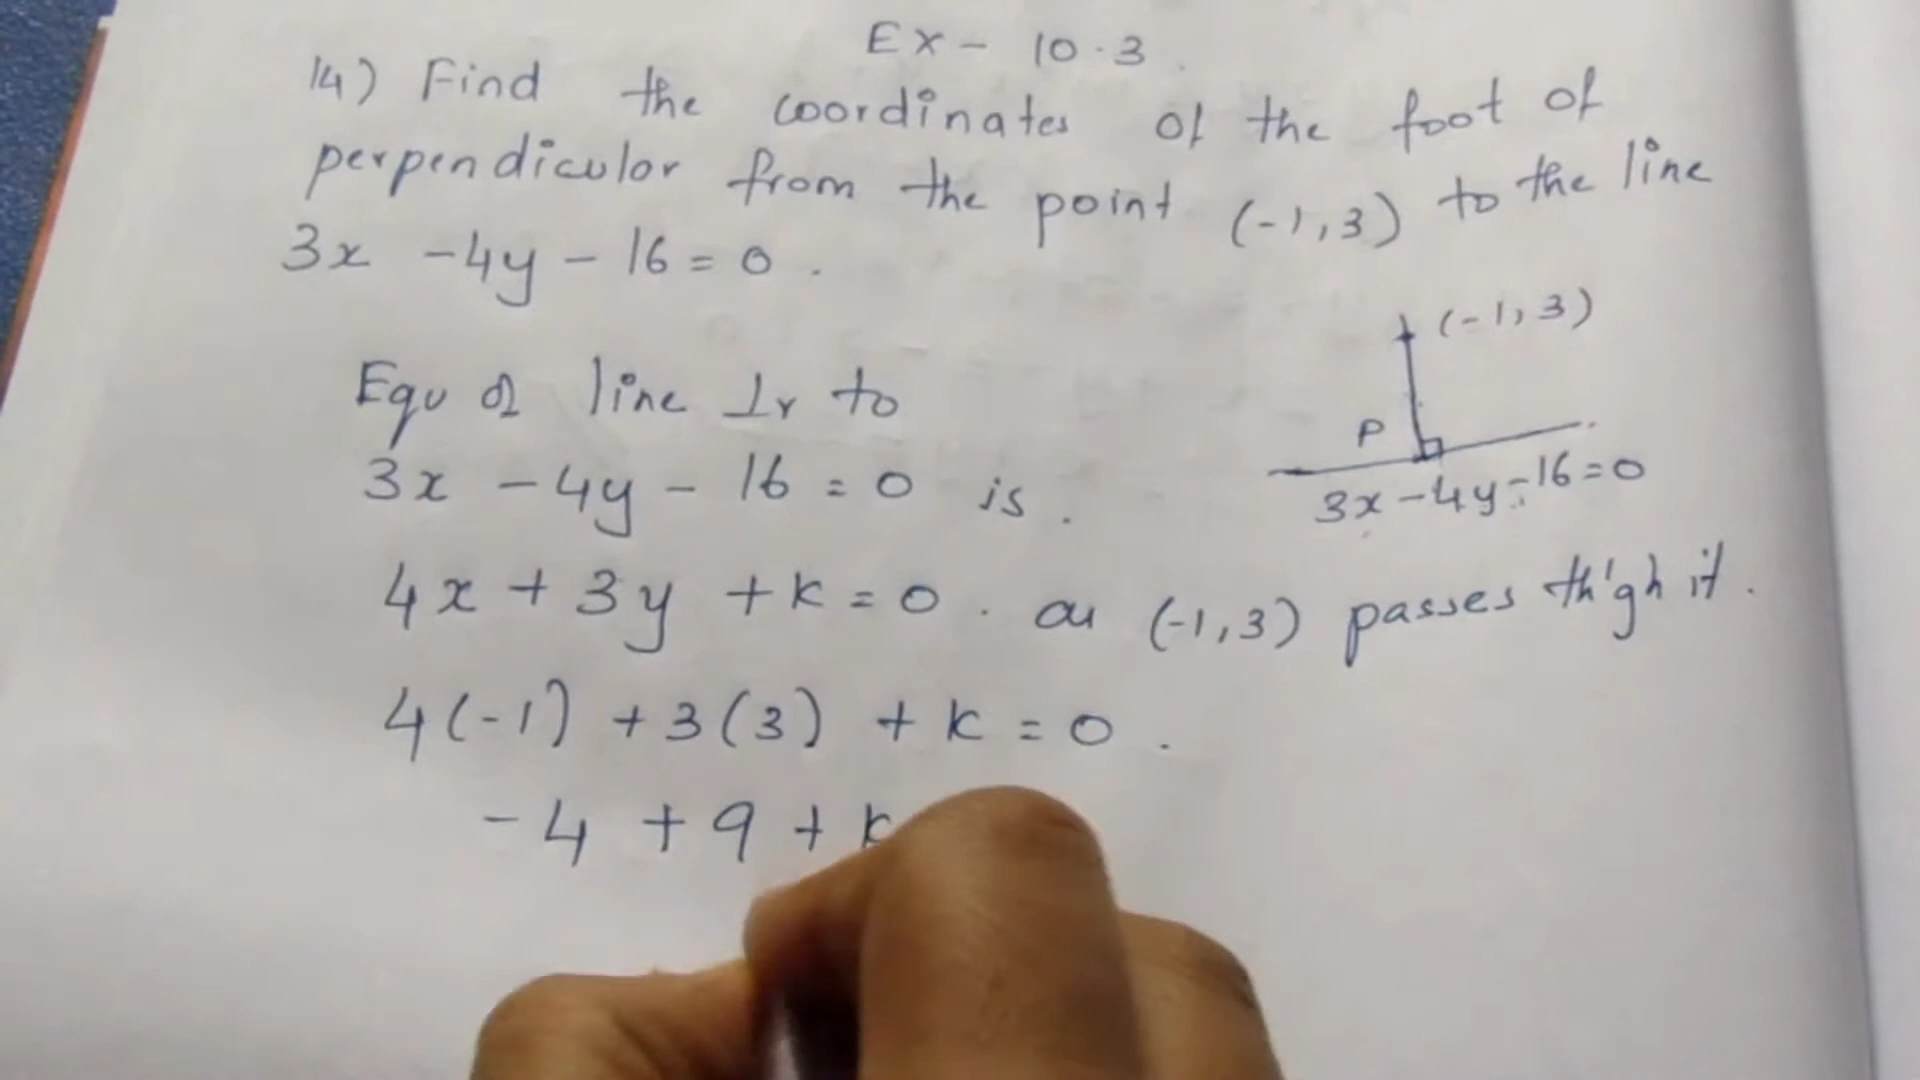 Ex - 10.3.
14) Find the coordinates of the foot of
perpendiculor from the point (-1,3) to the line
3x - 4y - 16 = 0 .
(-1,3)
P
3x - 4y - 16 = 0
Equ of line ⊥r to
3x - 4y - 16 = 0 is .
4x + 3y + k = 0 . as (-1,3) passes th'gh it .
4(-1) + 3(3) + k = 0 .
- 4 + 9 + k